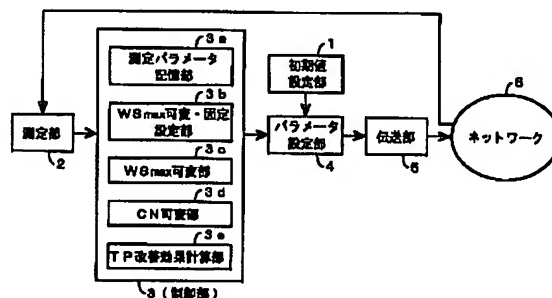 3a
測定パラメータ
記憶部
3b
WSmax可変・固定
設定部
3c
WSmax可変部
3d
CN可変部
3e
TP改善効果計算部
3（制御部）
測定部
2
1
初期値
設定部
パラメータ
設定部
4
伝送部
5
6
ネットワーク